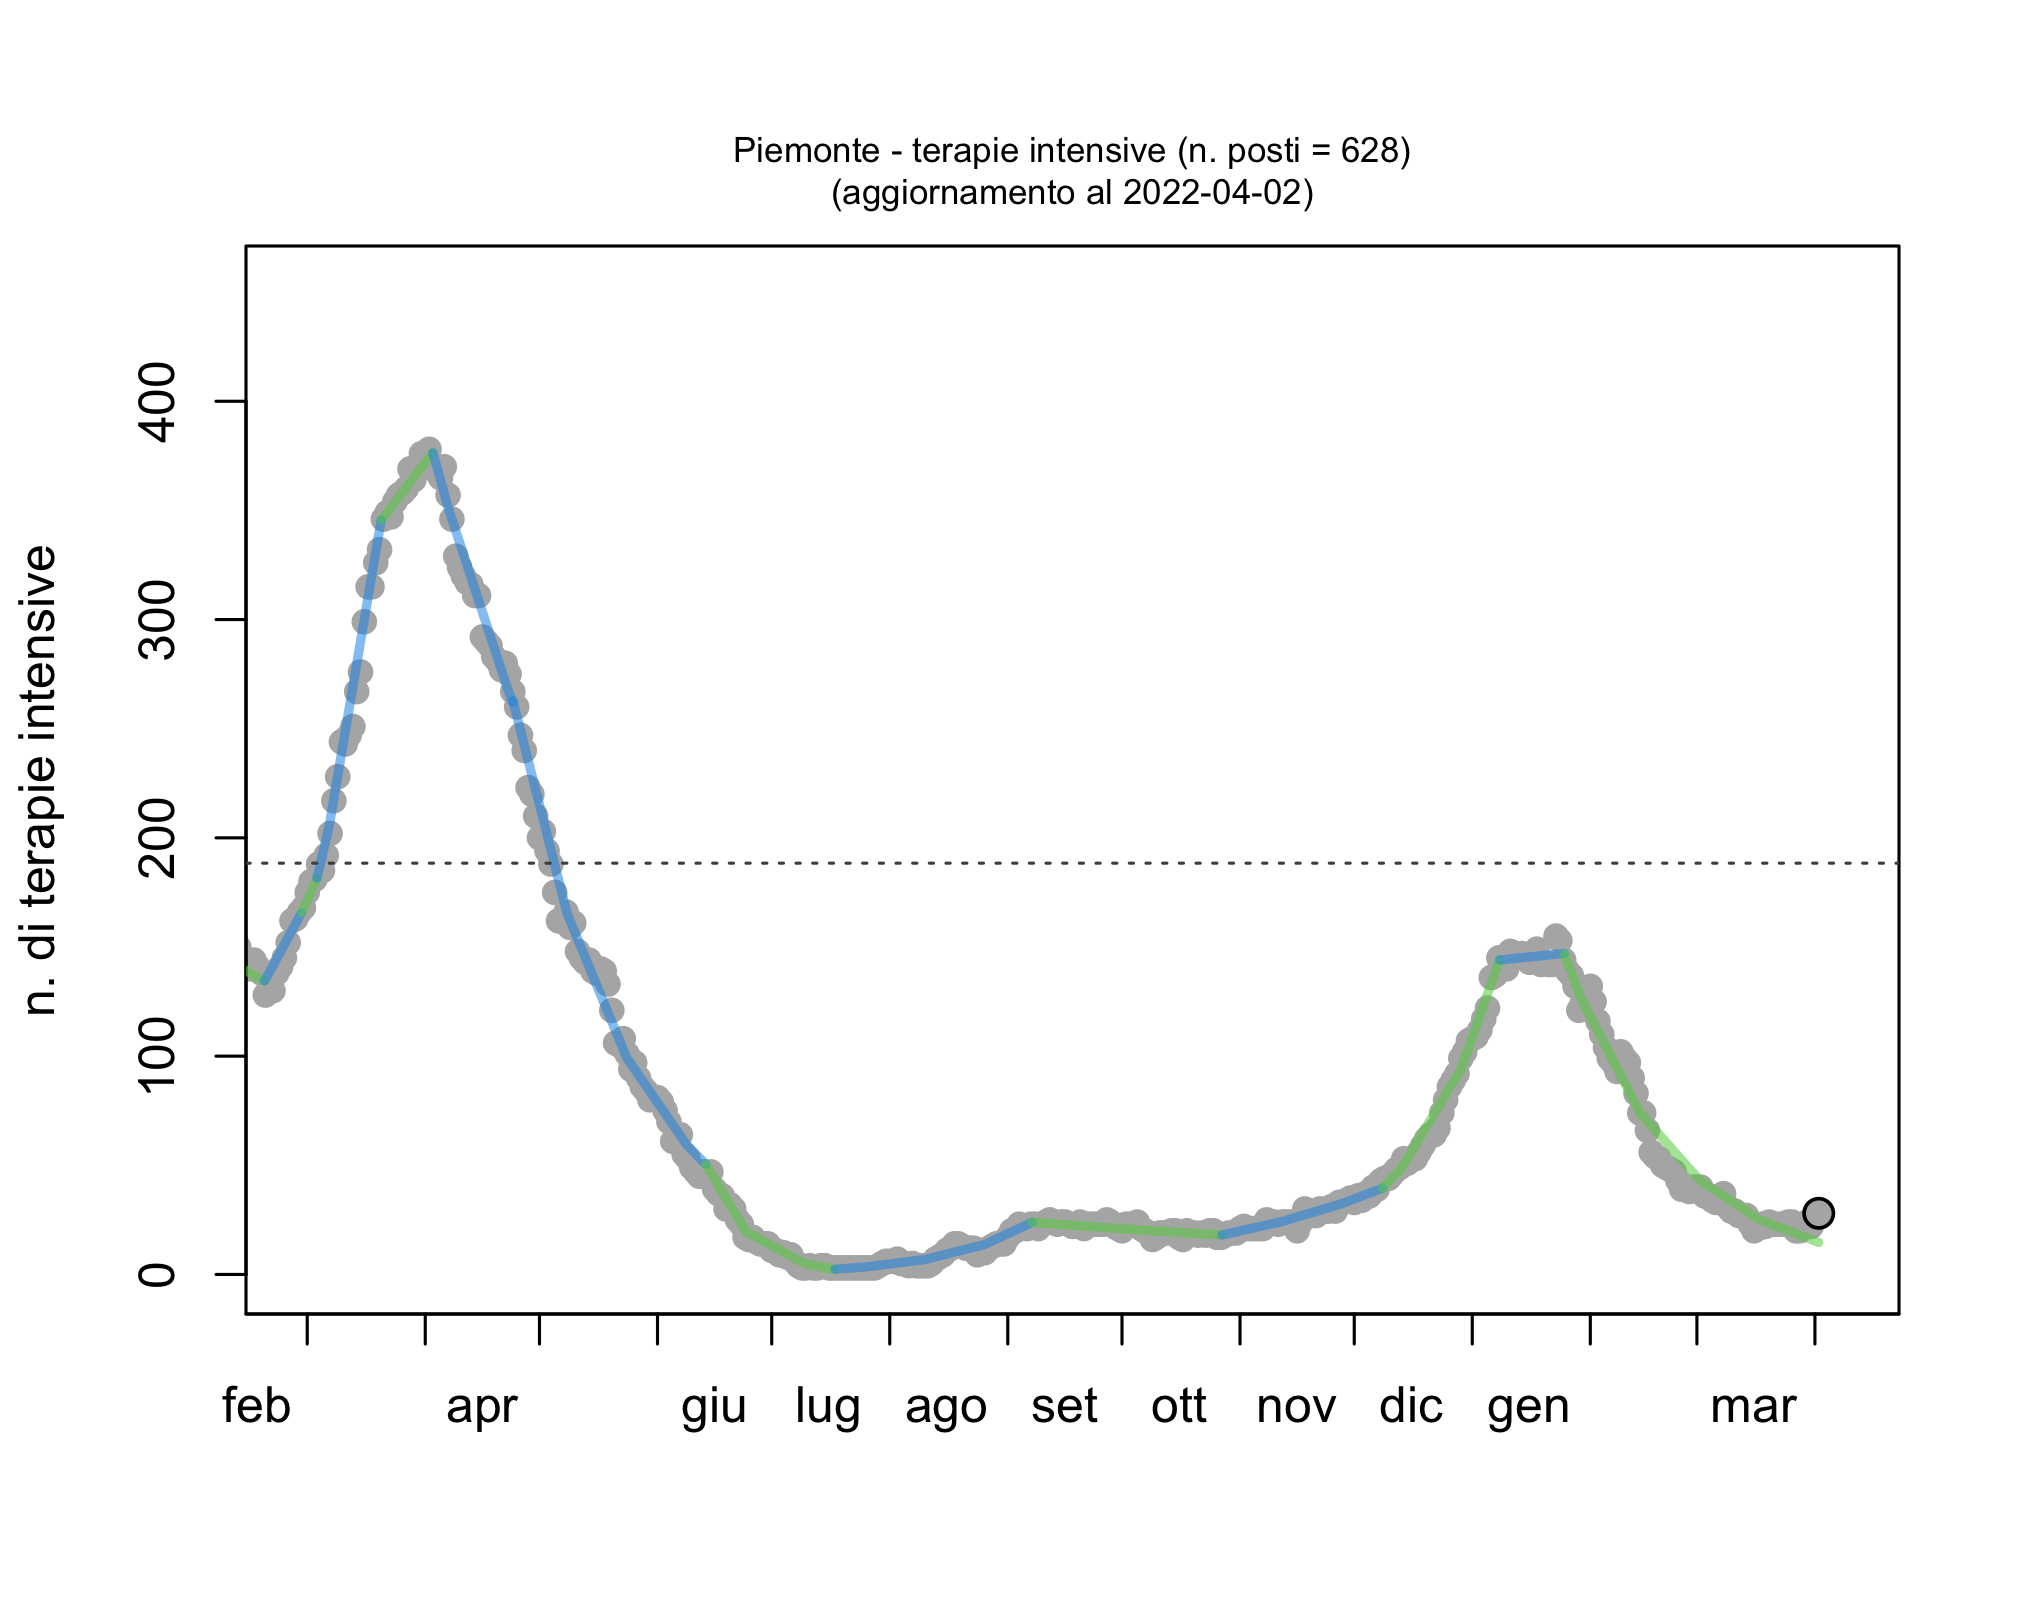 Piemonte - terapie intensive (n. posti = 628)
(aggiornamento al 2022-04-02)
n. di terapie intensive
400
300
200
100
0
feb apr giu lug ago set ott nov dic gen mar